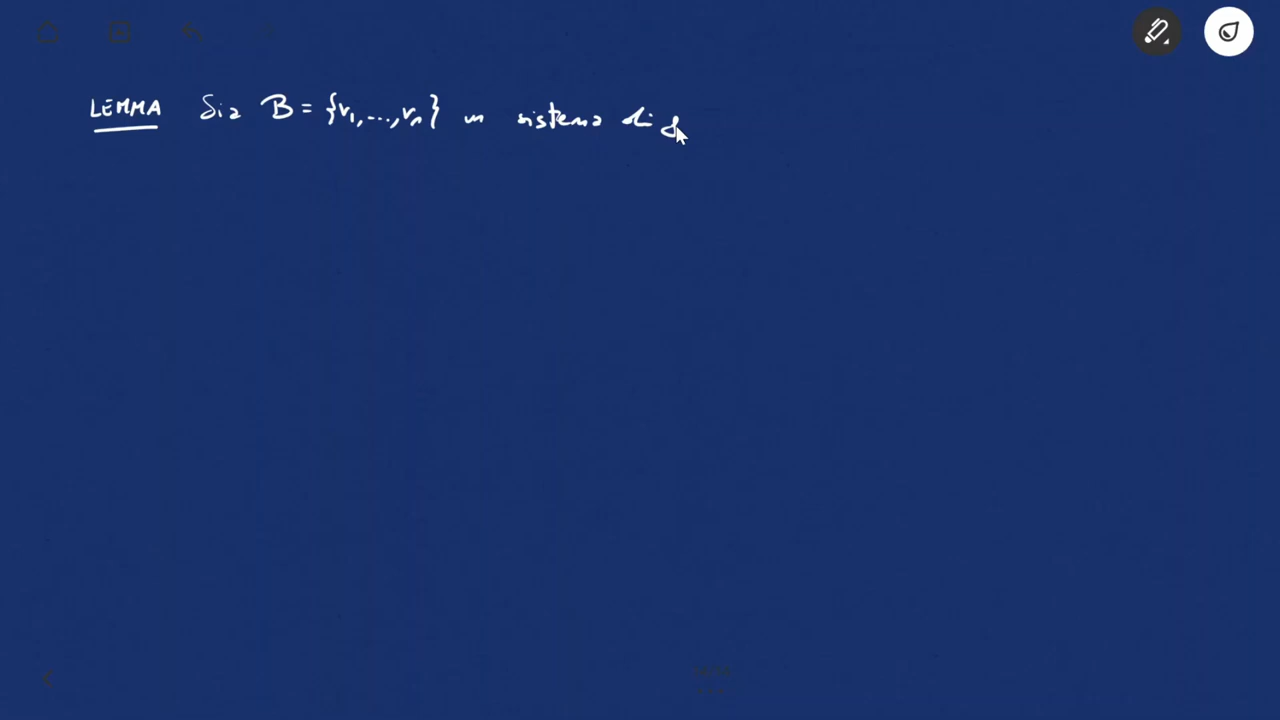 LEMMA Sia B = {v₁,...,vₙ} un sistema di g